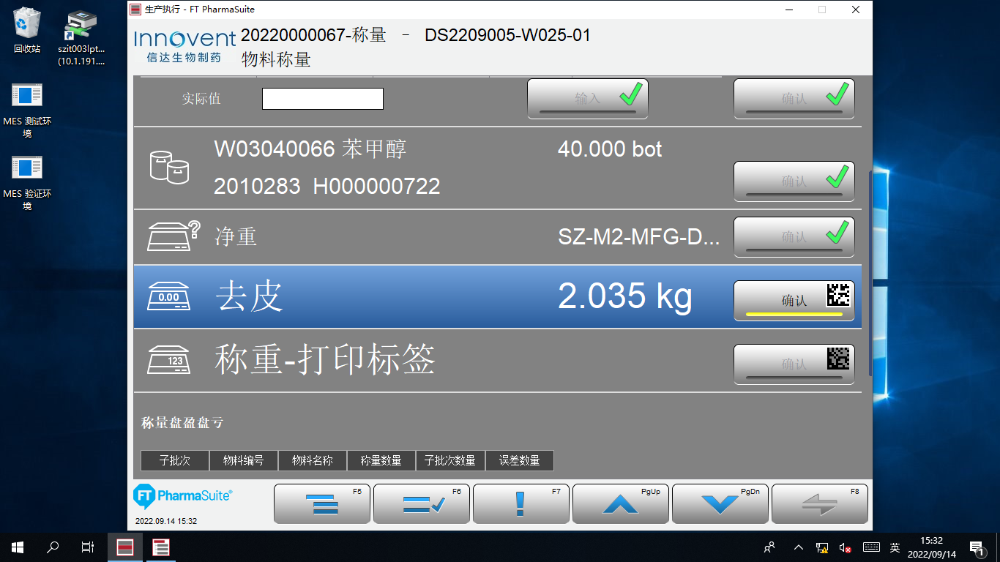 生产执行 - FT PharmaSuite
回收站
szit003lpt...
(10.1.191....
MES 测试环
境
MES 验证环
境
Innovent
信达生物制药
20220000067-称量 - DS2209005-W025-01
物料称量
实际值
输入
确认
W03040066 苯甲醇
40.000 bot
2010283 H000000722
确认
净重
SZ-M2-MFG-D...
确认
0.00
去皮
2.035 kg
确认
123
称重-打印标签
确认
称量盘盈盘亏
子批次 物料编号 物料名称 称量数量 子批次数量 误差数量
FT PharmaSuite®
2022.09.14 15:32
F5
F6
F7
PgUp
PgDn
F8
英
15:32
2022/09/14
1